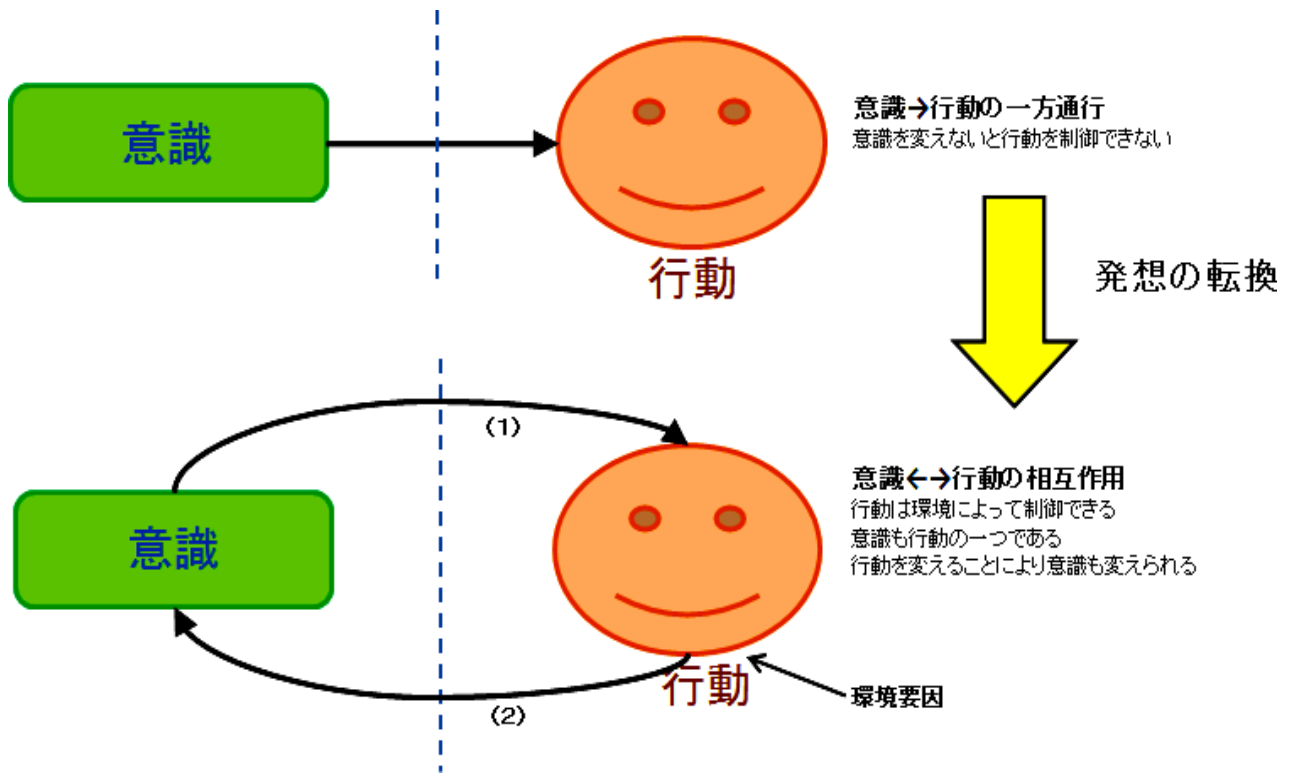 意識
行動
意識→行動の一方通行
意識を変えないと行動を制御できない
発想の転換
(1)
意識
行動
(2)
意識←→行動の相互作用
行動は環境によって制御できる
意識も行動の一つである
行動を変えることにより意識も変えられる
環境要因